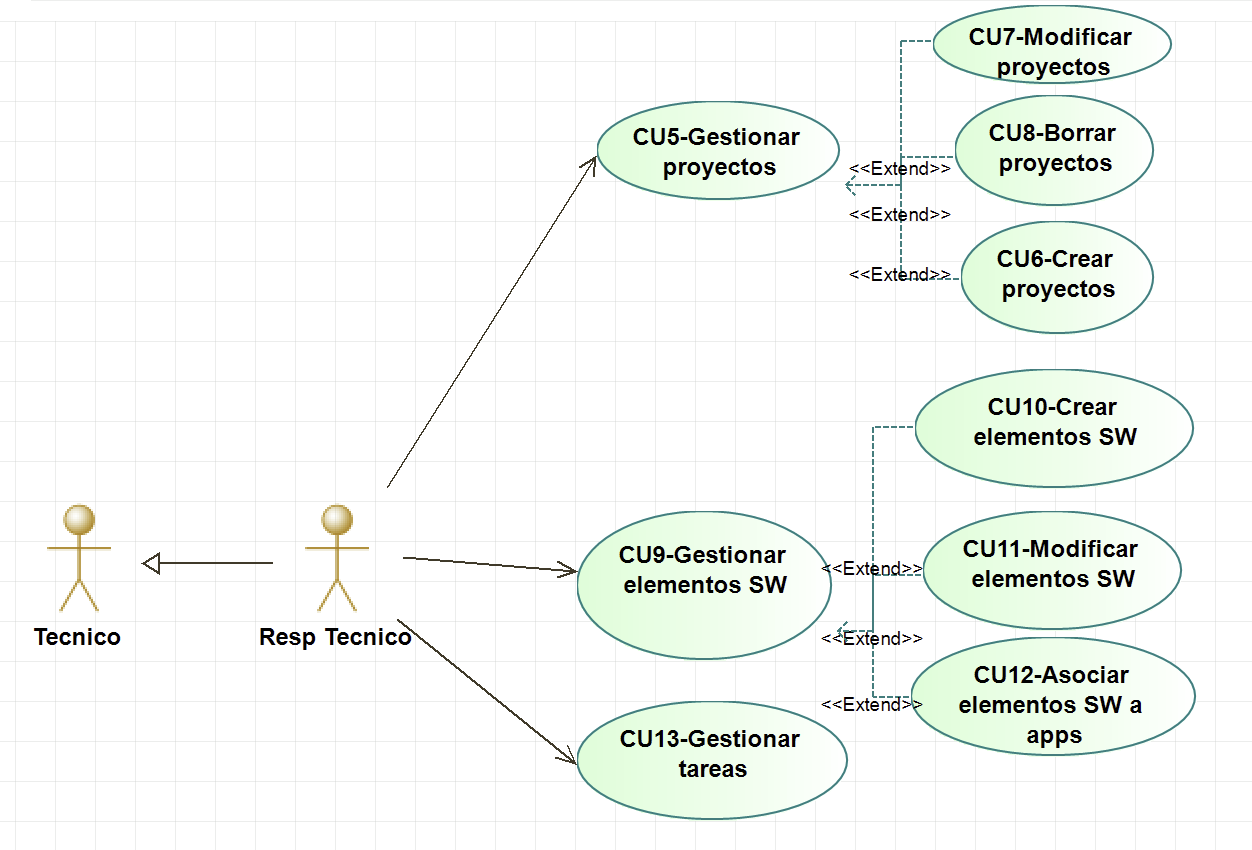 CU7-Modificar
proyectos
CU5-Gestionar
proyectos
CU8-Borrar
proyectos
<<Extend>>
<<Extend>>
<<Extend>>
CU6-Crear
proyectos
CU10-Crear
elementos SW
CU9-Gestionar
elementos SW
<<Extend>>
CU11-Modificar
elementos SW
Tecnico
Resp Tecnico
<<Extend>>
<<Extend>>
CU12-Asociar
elementos SW a
apps
CU13-Gestionar
tareas